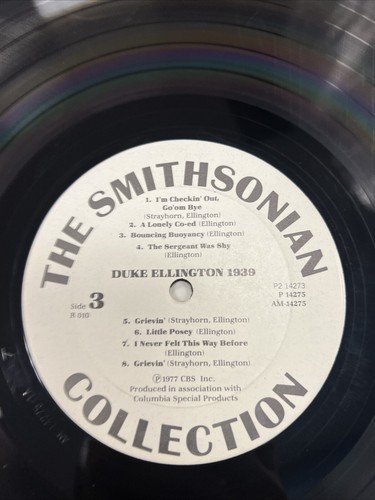 THE SMITHSONIAN
1. I'm Checkin' Out,
Go'om Bye
(Strayhorn, Ellington)
2. A Lonely Co-ed (Ellington)
3. Bouncing Buoyancy (Ellington)
4. The Sergeant Was Shy
(Ellington)
DUKE ELLINGTON 1939
P2 14273
P 14275
AM 14275
Side 3
R 010
5. Grievin' (Strayhorn, Ellington)
6. Little Posey (Ellington)
7. I Never Felt This Way Before
(Ellington)
8. Grievin' (Strayhorn, Ellington)
Ⓟ1977 CBS Inc.
Produced in association with
Columbia Special Products
COLLECTION